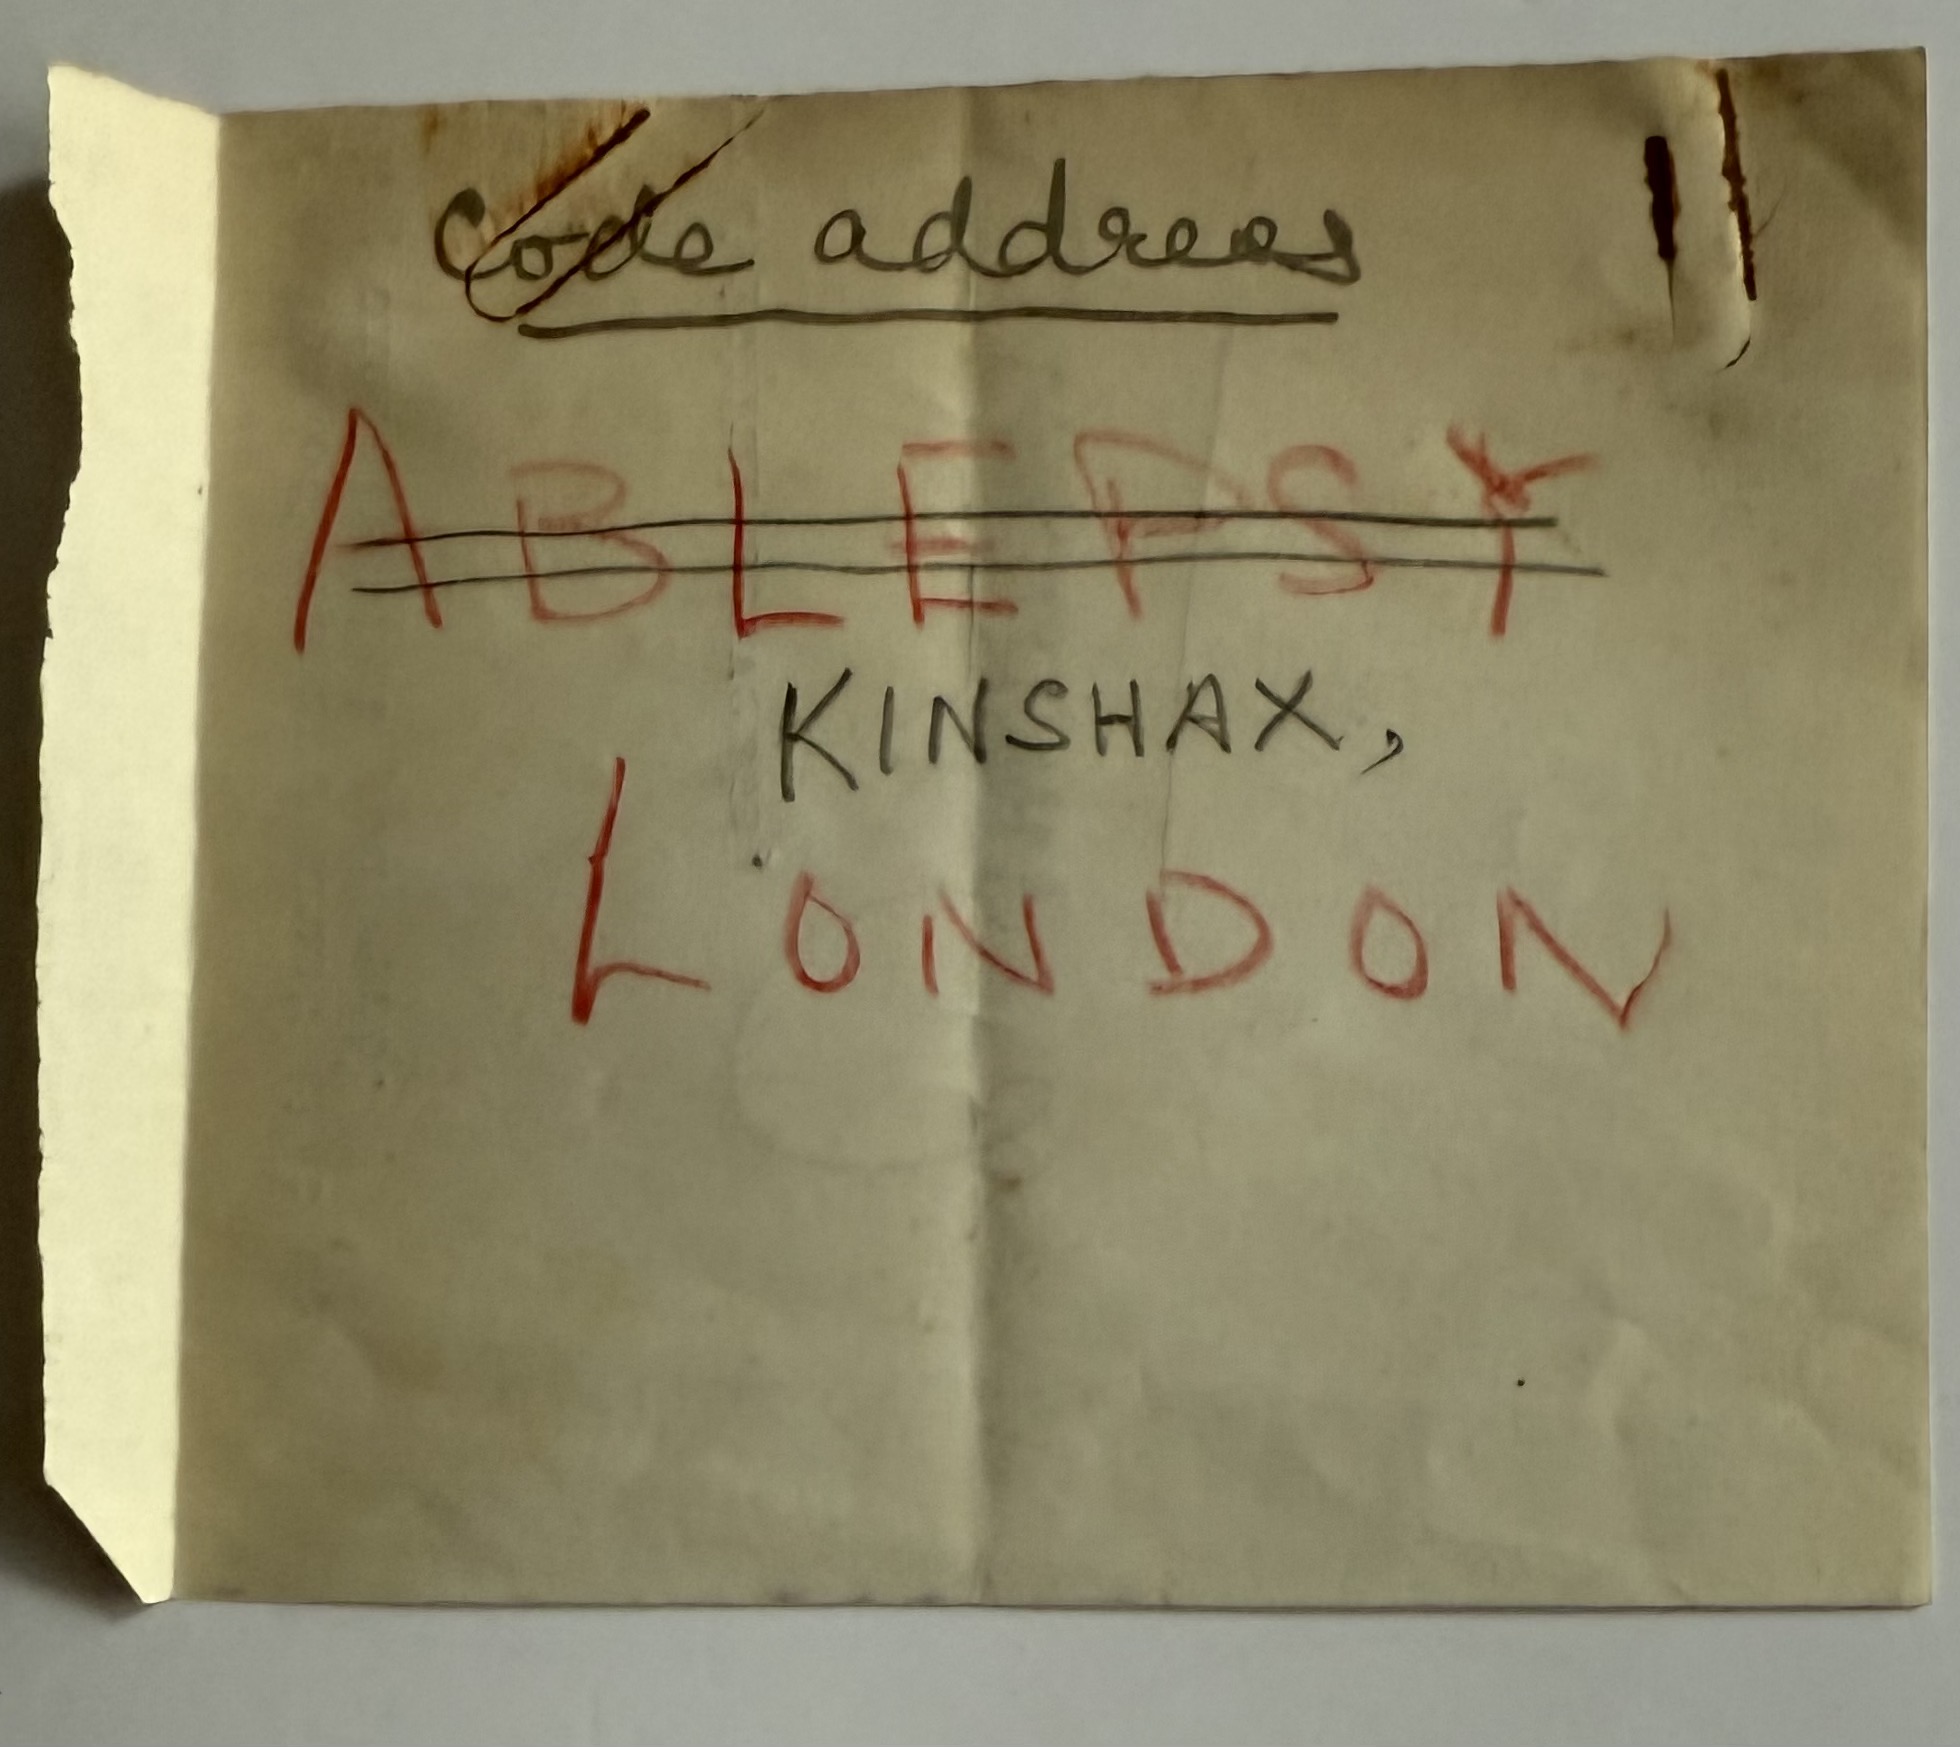 Code address
ABLEPSY
KINSHAX,
LONDON